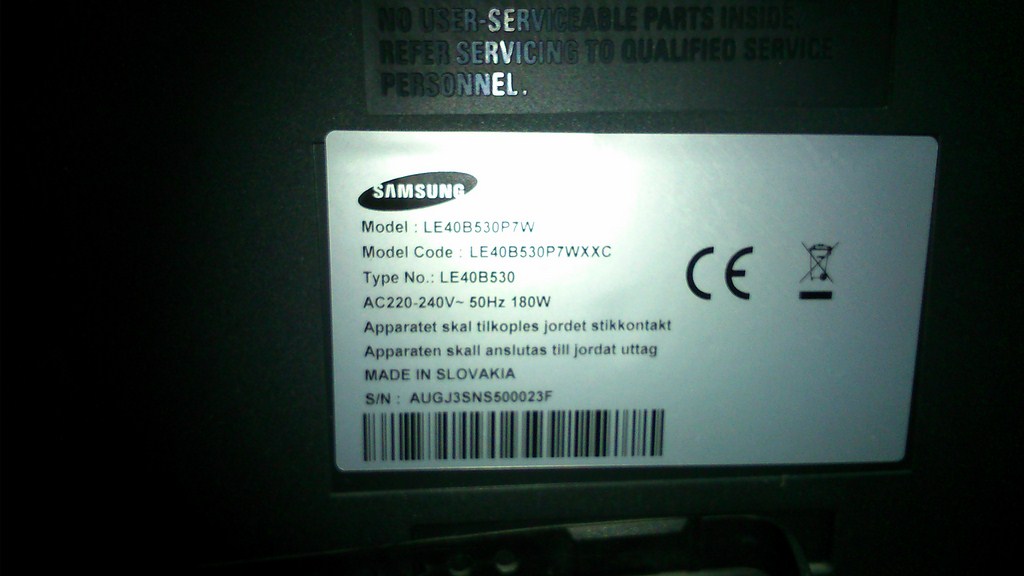 NO USER-SERVICEABLE PARTS INSIDE.
REFER SERVICING TO QUALIFIED SERVICE
PERSONNEL.
SAMSUNG
Model : LE40B530P7W
Model Code : LE40B530P7WXXC
Type No.: LE40B530
AC220-240V~ 50Hz 180W
Apparatet skal tilkoples jordet stikkontakt
Apparaten skall anslutas till jordat uttag
MADE IN SLOVAKIA
S/N : AUGJ3SNS500023F
CE